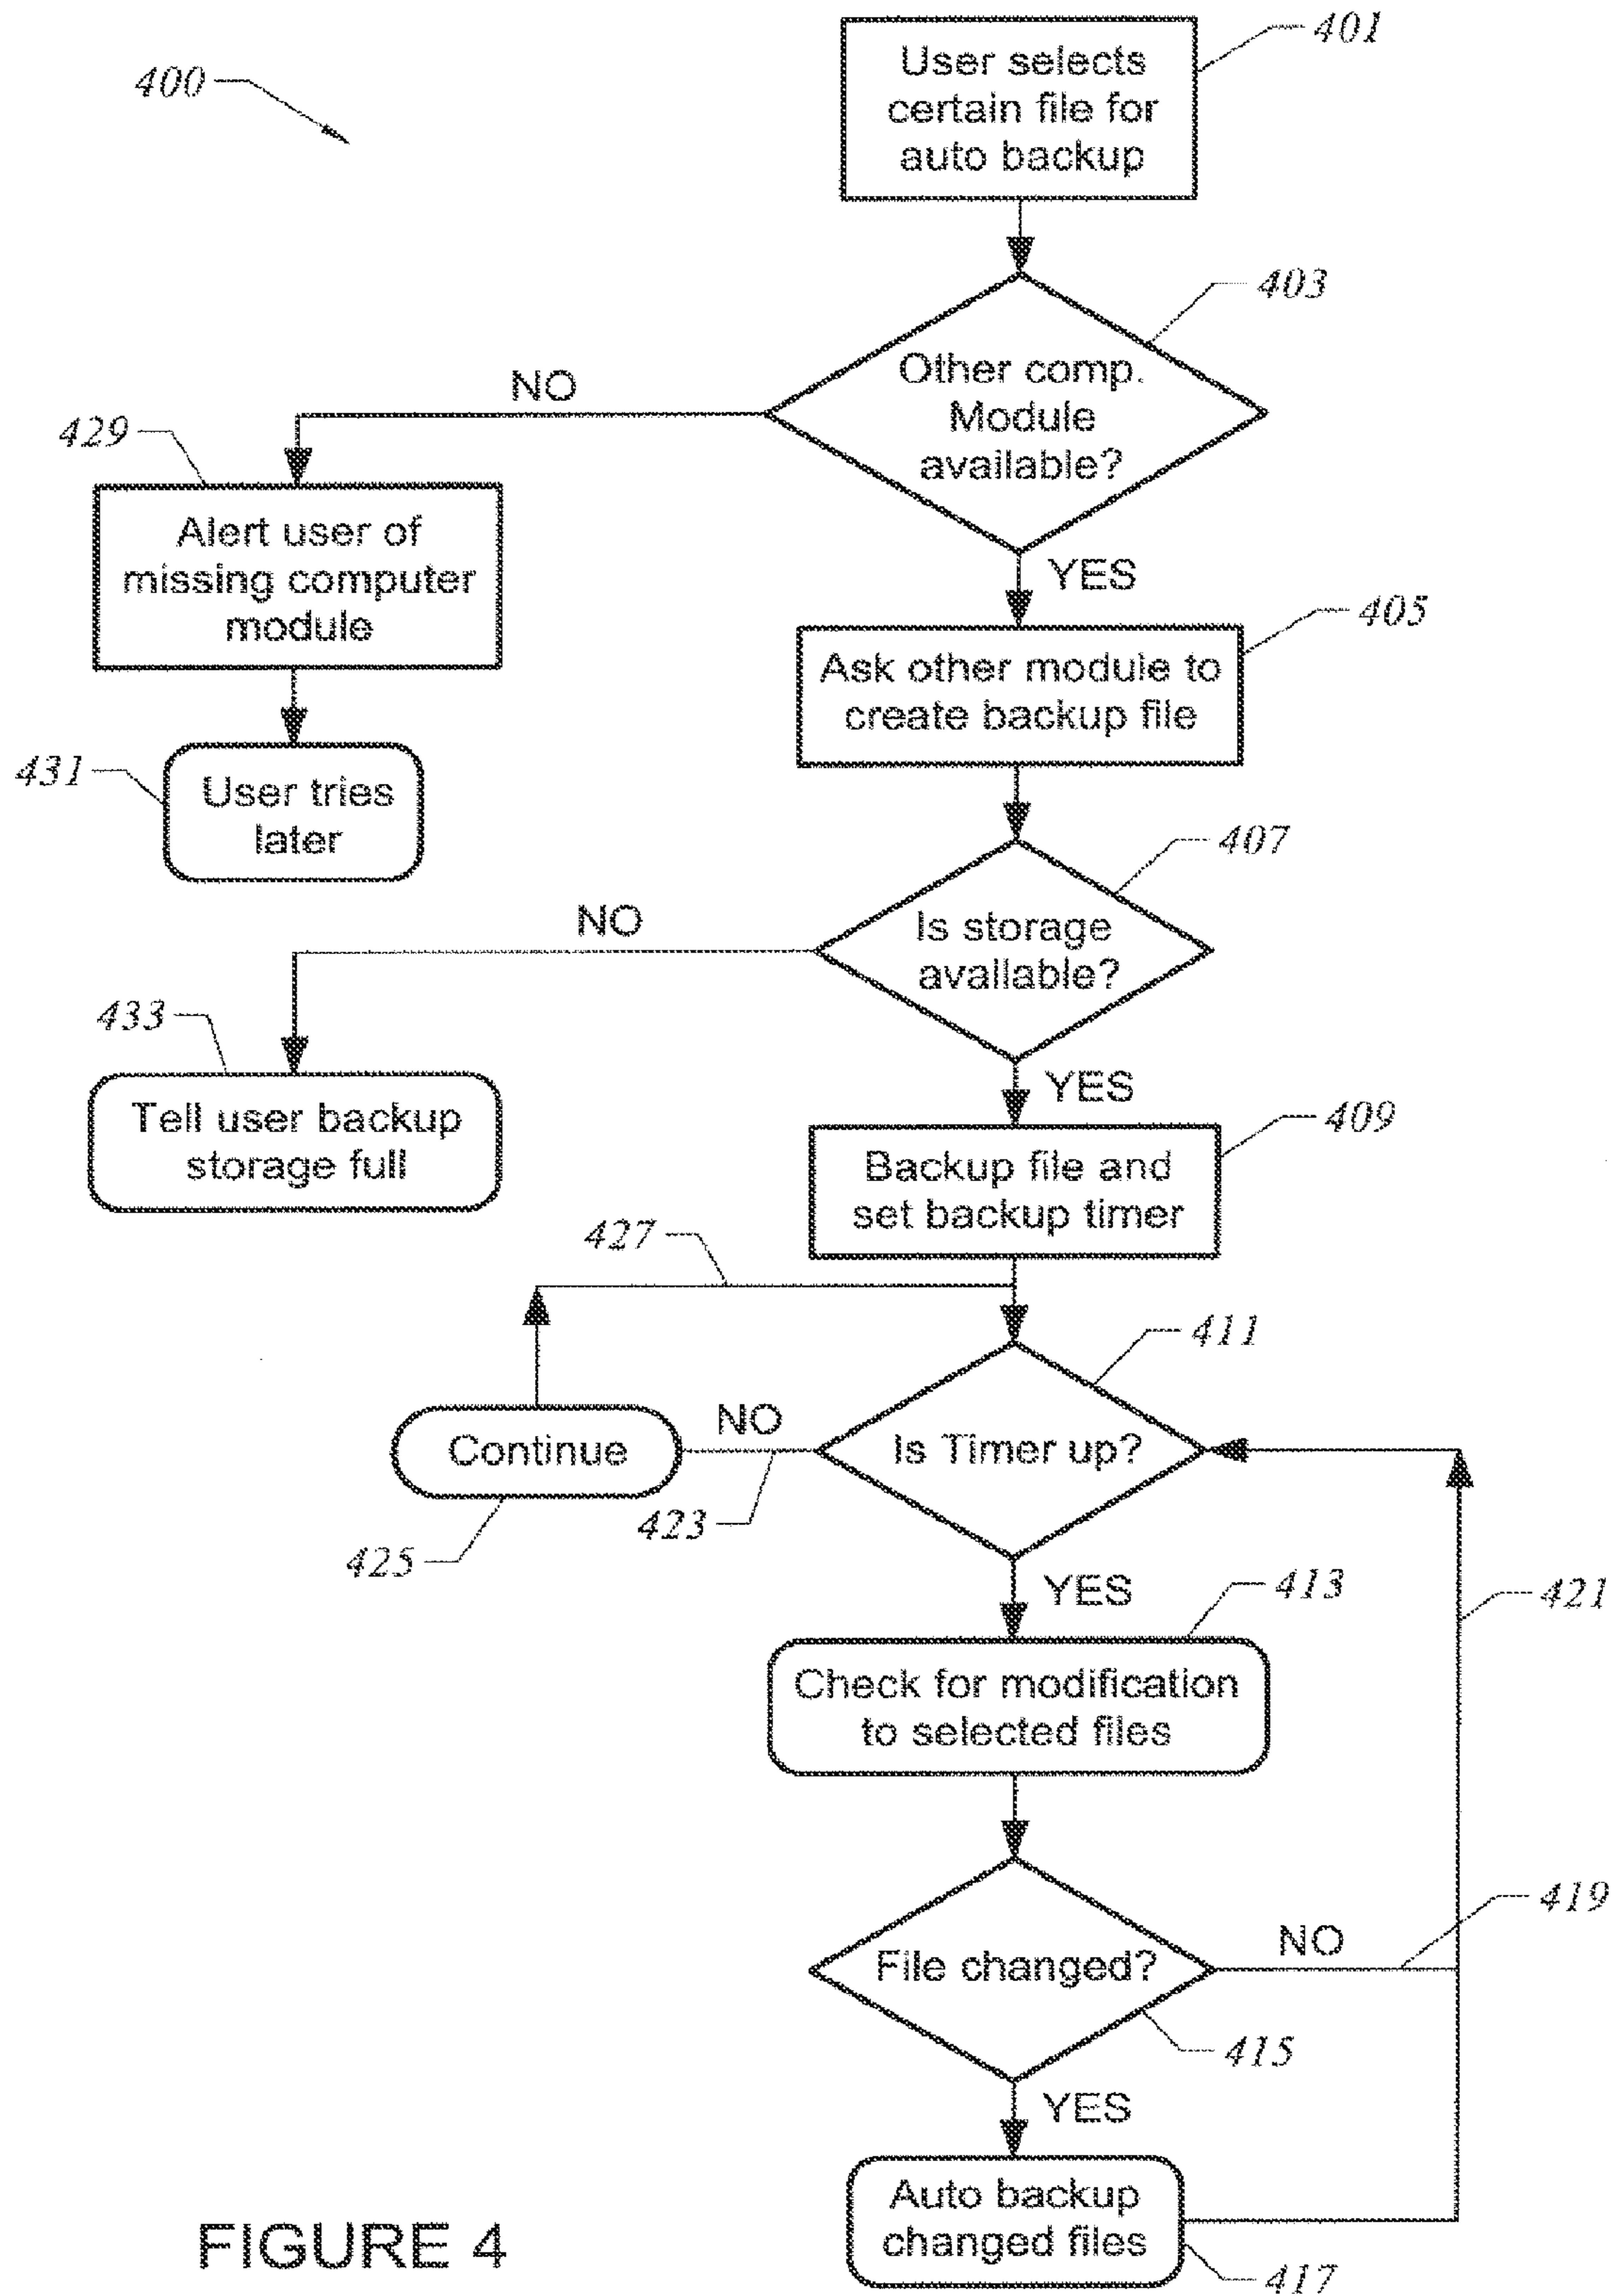 401
User selects
certain file for
auto backup
400
403
Other comp.
Module
available?
NO
429
YES
Alert user of
missing computer
module
405
Ask other module to
create backup file
431
User tries
later
407
NO
Is storage
available?
433
YES
Tell user backup
storage full
409
Backup file and
set backup timer
427
411
NO
Continue
Is Timer up?
423
425
YES
413
421
Check for modification
to selected files
419
NO
File changed?
415
YES
Auto backup
changed files
417
FIGURE 4